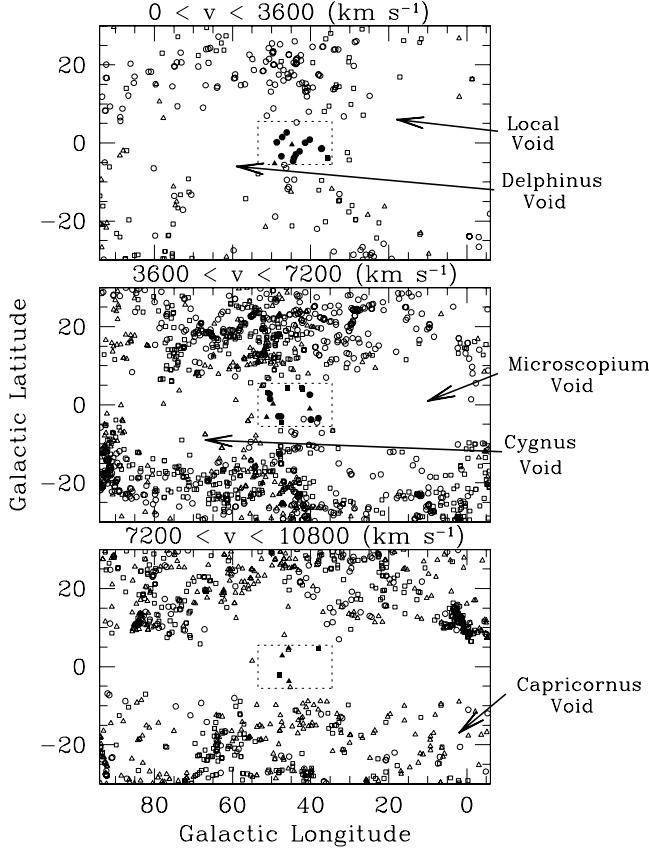 0 < v < 3600 (km s⁻¹)
20
0
−20
Local
Void
Delphinus
Void
3600 < v < 7200 (km s⁻¹)
20
0
−20
Microscopium
Void
Cygnus
Void
Galactic Latitude
7200 < v < 10800 (km s⁻¹)
20
0
−20
Capricornus
Void
80 60 40 20 0
Galactic Longitude